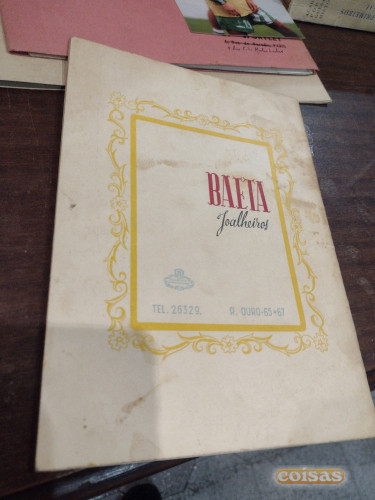 BAETA
Joalheiros
TEL. 26329.
R. OURO-65-67
coisas